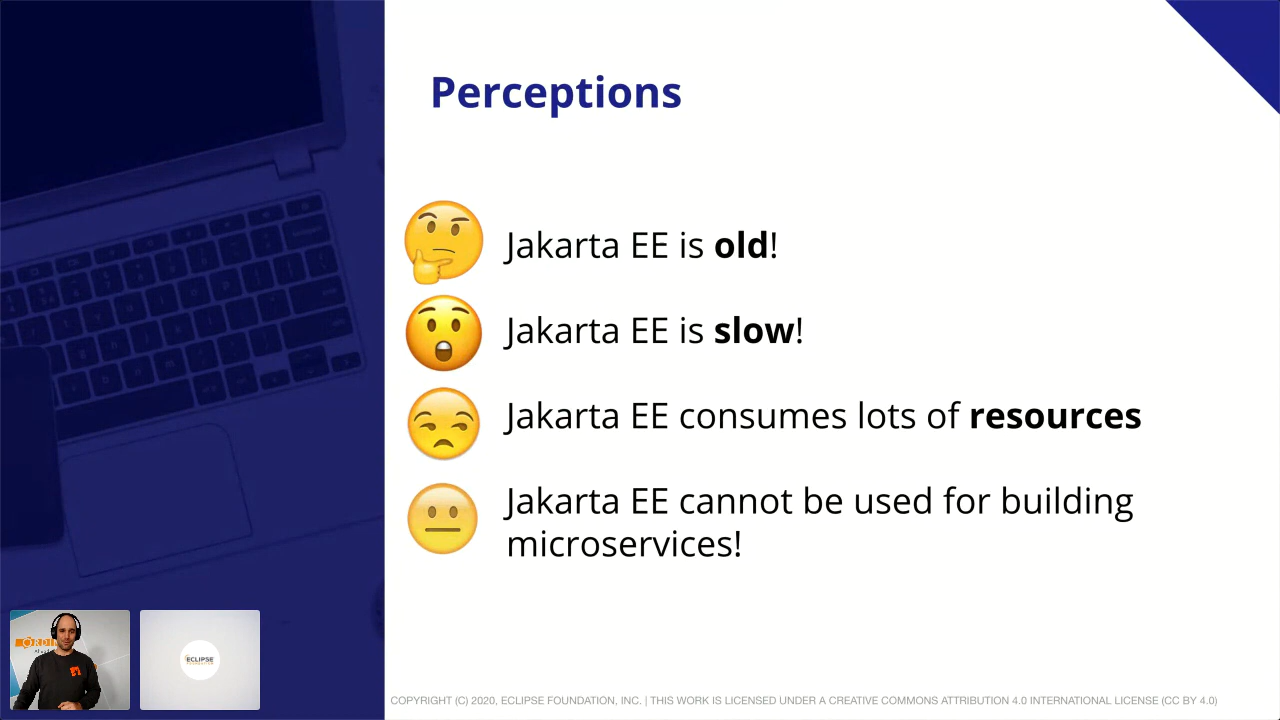 Perceptions
Jakarta EE is old!
Jakarta EE is slow!
Jakarta EE consumes lots of resources
Jakarta EE cannot be used for building
microservices!
ECLIPSE
FOUNDATION
COPYRIGHT (C) 2020, ECLIPSE FOUNDATION, INC. | THIS WORK IS LICENSED UNDER A CREATIVE COMMONS ATTRIBUTION 4.0 INTERNATIONAL LICENSE (CC BY 4.0)